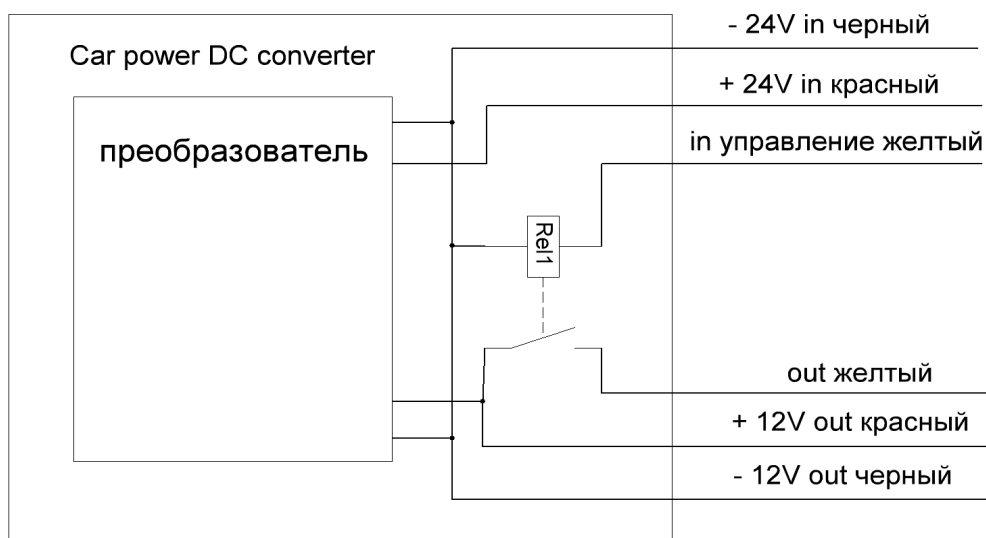 - 24V in черный
Car power DC converter
+ 24V in красный
преобразователь
in управление желтый
Rel1
out желтый
+ 12V out красный
- 12V out черный